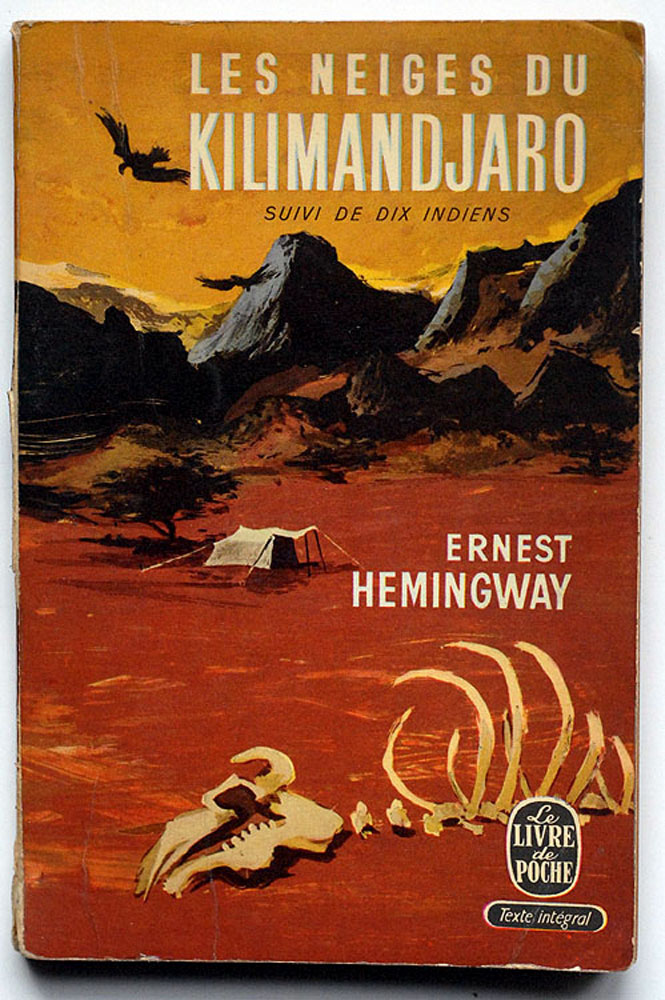 LES NEIGES DU
KILIMANDJARO
SUIVI DE DIX INDIENS
ERNEST
HEMINGWAY
Le
LIVRE
de
POCHE
Texte intégral